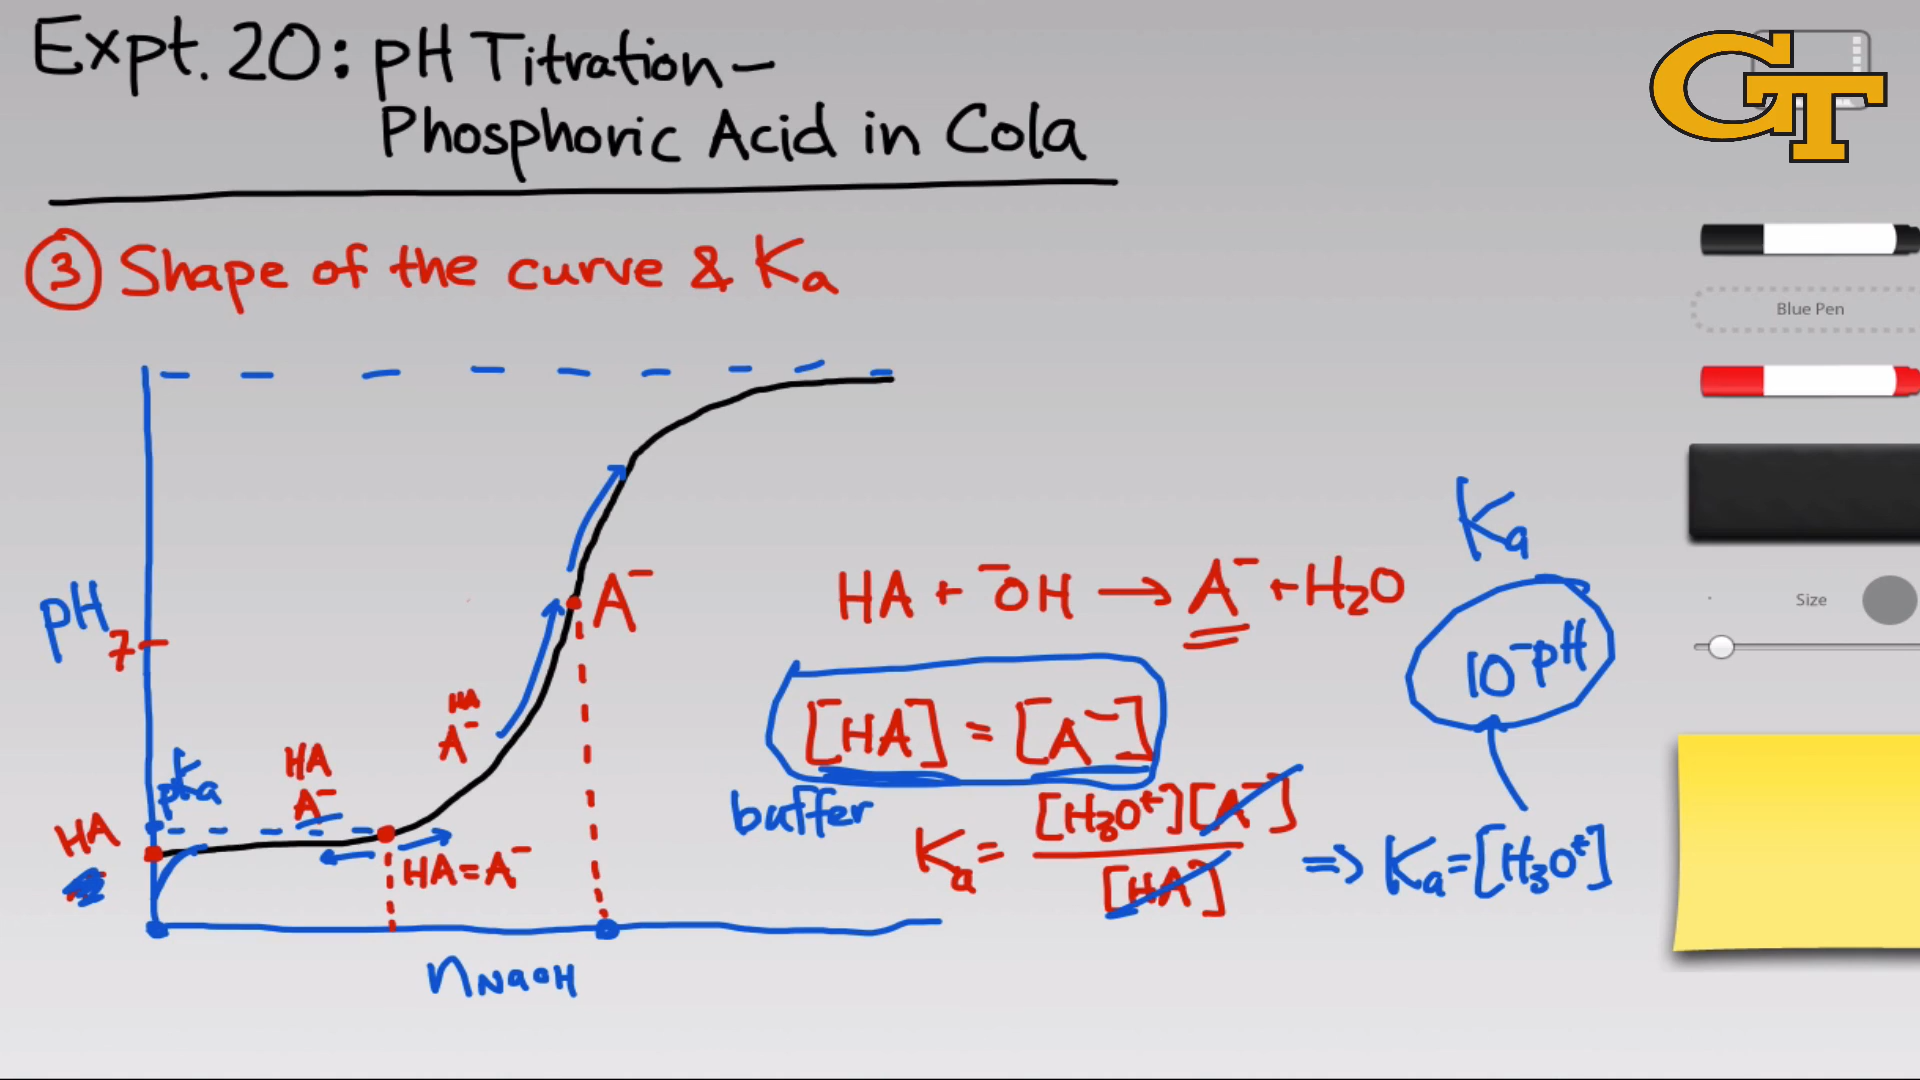 Expt. 20: pH Titration–
Phosphoric Acid in Cola
GT
③ Shape of the curve & Ka
Blue Pen
Size
pH
7
pKa
HA
HA
A⁻
HA
A⁻
HA = A⁻
A⁻
nNaOH
HA + ⁻OH → A⁻ + H₂O
[HA] = [A⁻]
buffer
Ka = [H₃O⁺][A⁻] / [HA] ⇒ Ka = [H₃O⁺]
Ka
10⁻pH